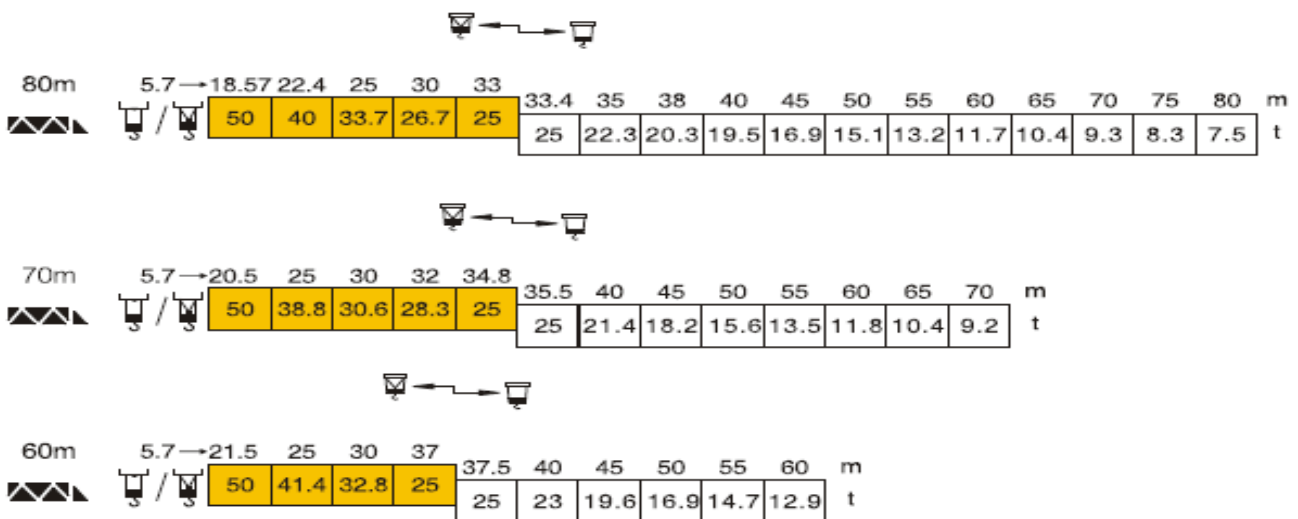 80m 5.7→18.57 22.4 25 30 33
33.4 35 38 40 45 50 55 60 65 70 75 80 m
/ 50 40 33.7 26.7 25
25 22.3 20.3 19.5 16.9 15.1 13.2 11.7 10.4 9.3 8.3 7.5 t
70m 5.7→20.5 25 30 32 34.8
35.5 40 45 50 55 60 65 70 m
/ 50 38.8 30.6 28.3 25
25 21.4 18.2 15.6 13.5 11.8 10.4 9.2 t
60m 5.7→21.5 25 30 37
37.5 40 45 50 55 60 m
/ 50 41.4 32.8 25
25 23 19.6 16.9 14.7 12.9 t